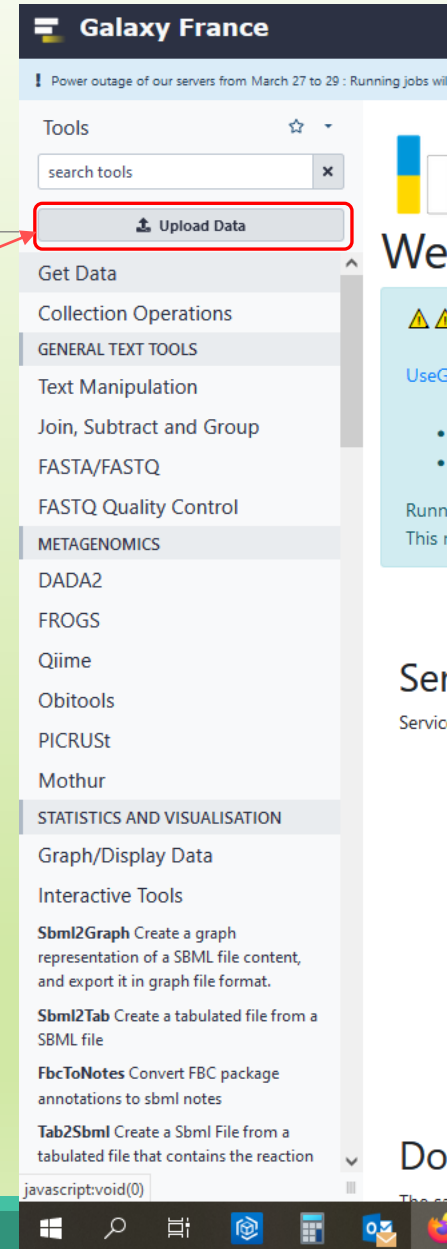 Galaxy France
! Power outage of our servers from March 27 to 29 : Running jobs wil
Tools
search tools
Upload Data
We
Get Data
Collection Operations
GENERAL TEXT TOOLS
UseG
Text Manipulation
Join, Subtract and Group
FASTA/FASTQ
FASTQ Quality Control
Runn
METAGENOMICS
This r
DADA2
FROGS
Qiime
Ser
Obitools
Servic
PICRUSt
Mothur
STATISTICS AND VISUALISATION
Graph/Display Data
Interactive Tools
Sbml2Graph Create a graph
representation of a SBML file content,
and export it in graph file format.
Sbml2Tab Create a tabulated file from a
SBML file
FbcToNotes Convert FBC package
annotations to sbml notes
Tab2Sbml Create a Sbml File from a
tabulated file that contains the reaction
Do
javascript:void(0)